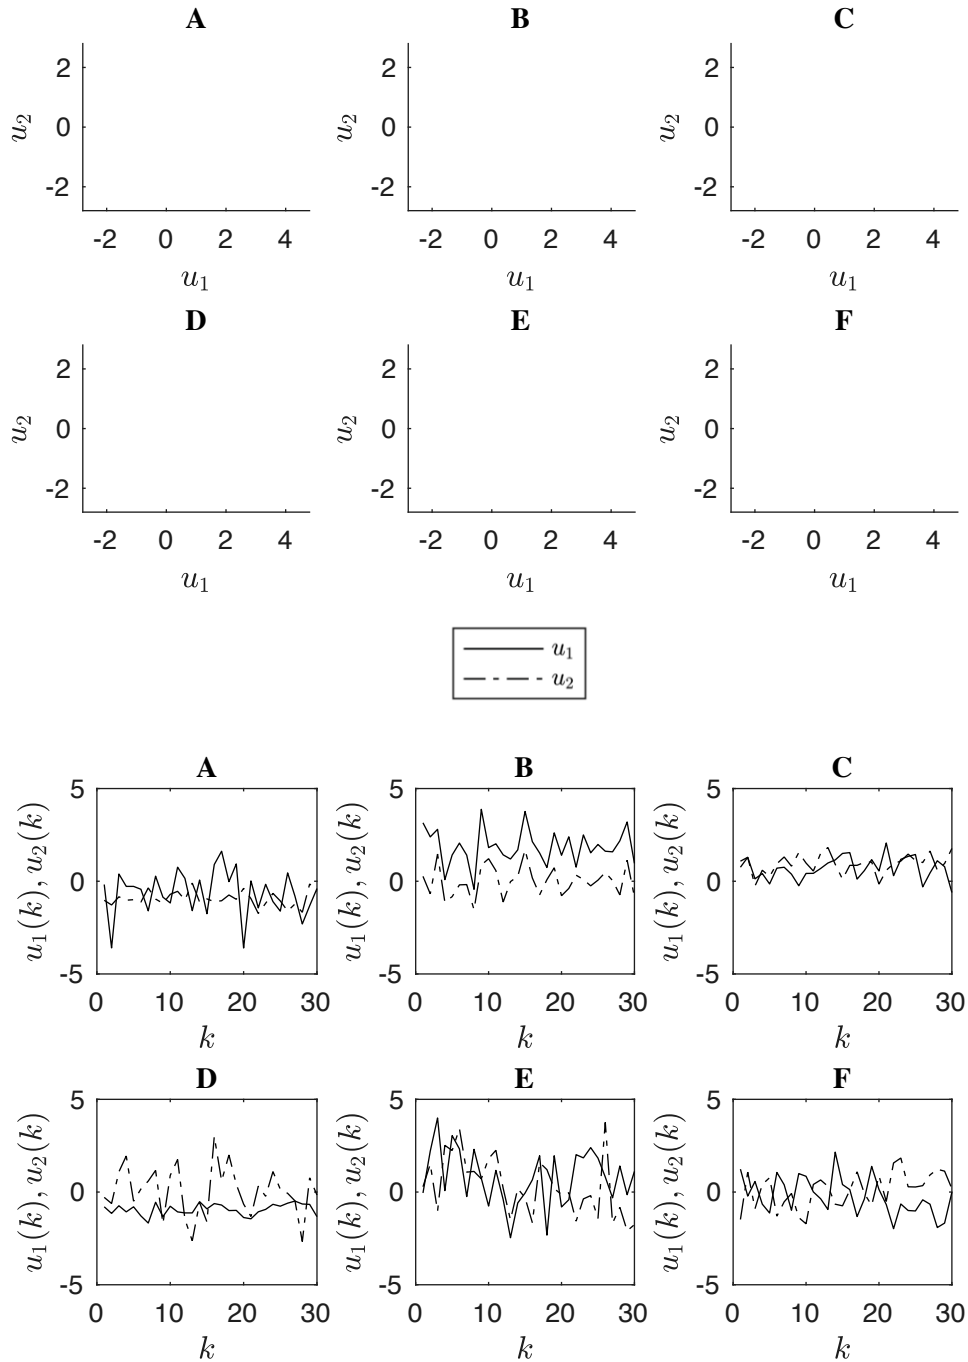 A B C
2 2 2
u₂ 0 u₂ 0 u₂ 0
-2 -2 -2
-2 0 2 4 -2 0 2 4 -2 0 2 4
u₁ u₁ u₁
D E F
2 2 2
u₂ 0 u₂ 0 u₂ 0
-2 -2 -2
-2 0 2 4 -2 0 2 4 -2 0 2 4
u₁ u₁ u₁
u₁
u₂
A B C
5 5 5
u₁(k), u₂(k) 0 u₁(k), u₂(k) 0 u₁(k), u₂(k) 0
-5 -5 -5
0 10 20 30 0 10 20 30 0 10 20 30
k k k
D E F
5 5 5
u₁(k), u₂(k) 0 u₁(k), u₂(k) 0 u₁(k), u₂(k) 0
-5 -5 -5
0 10 20 30 0 10 20 30 0 10 20 30
k k k